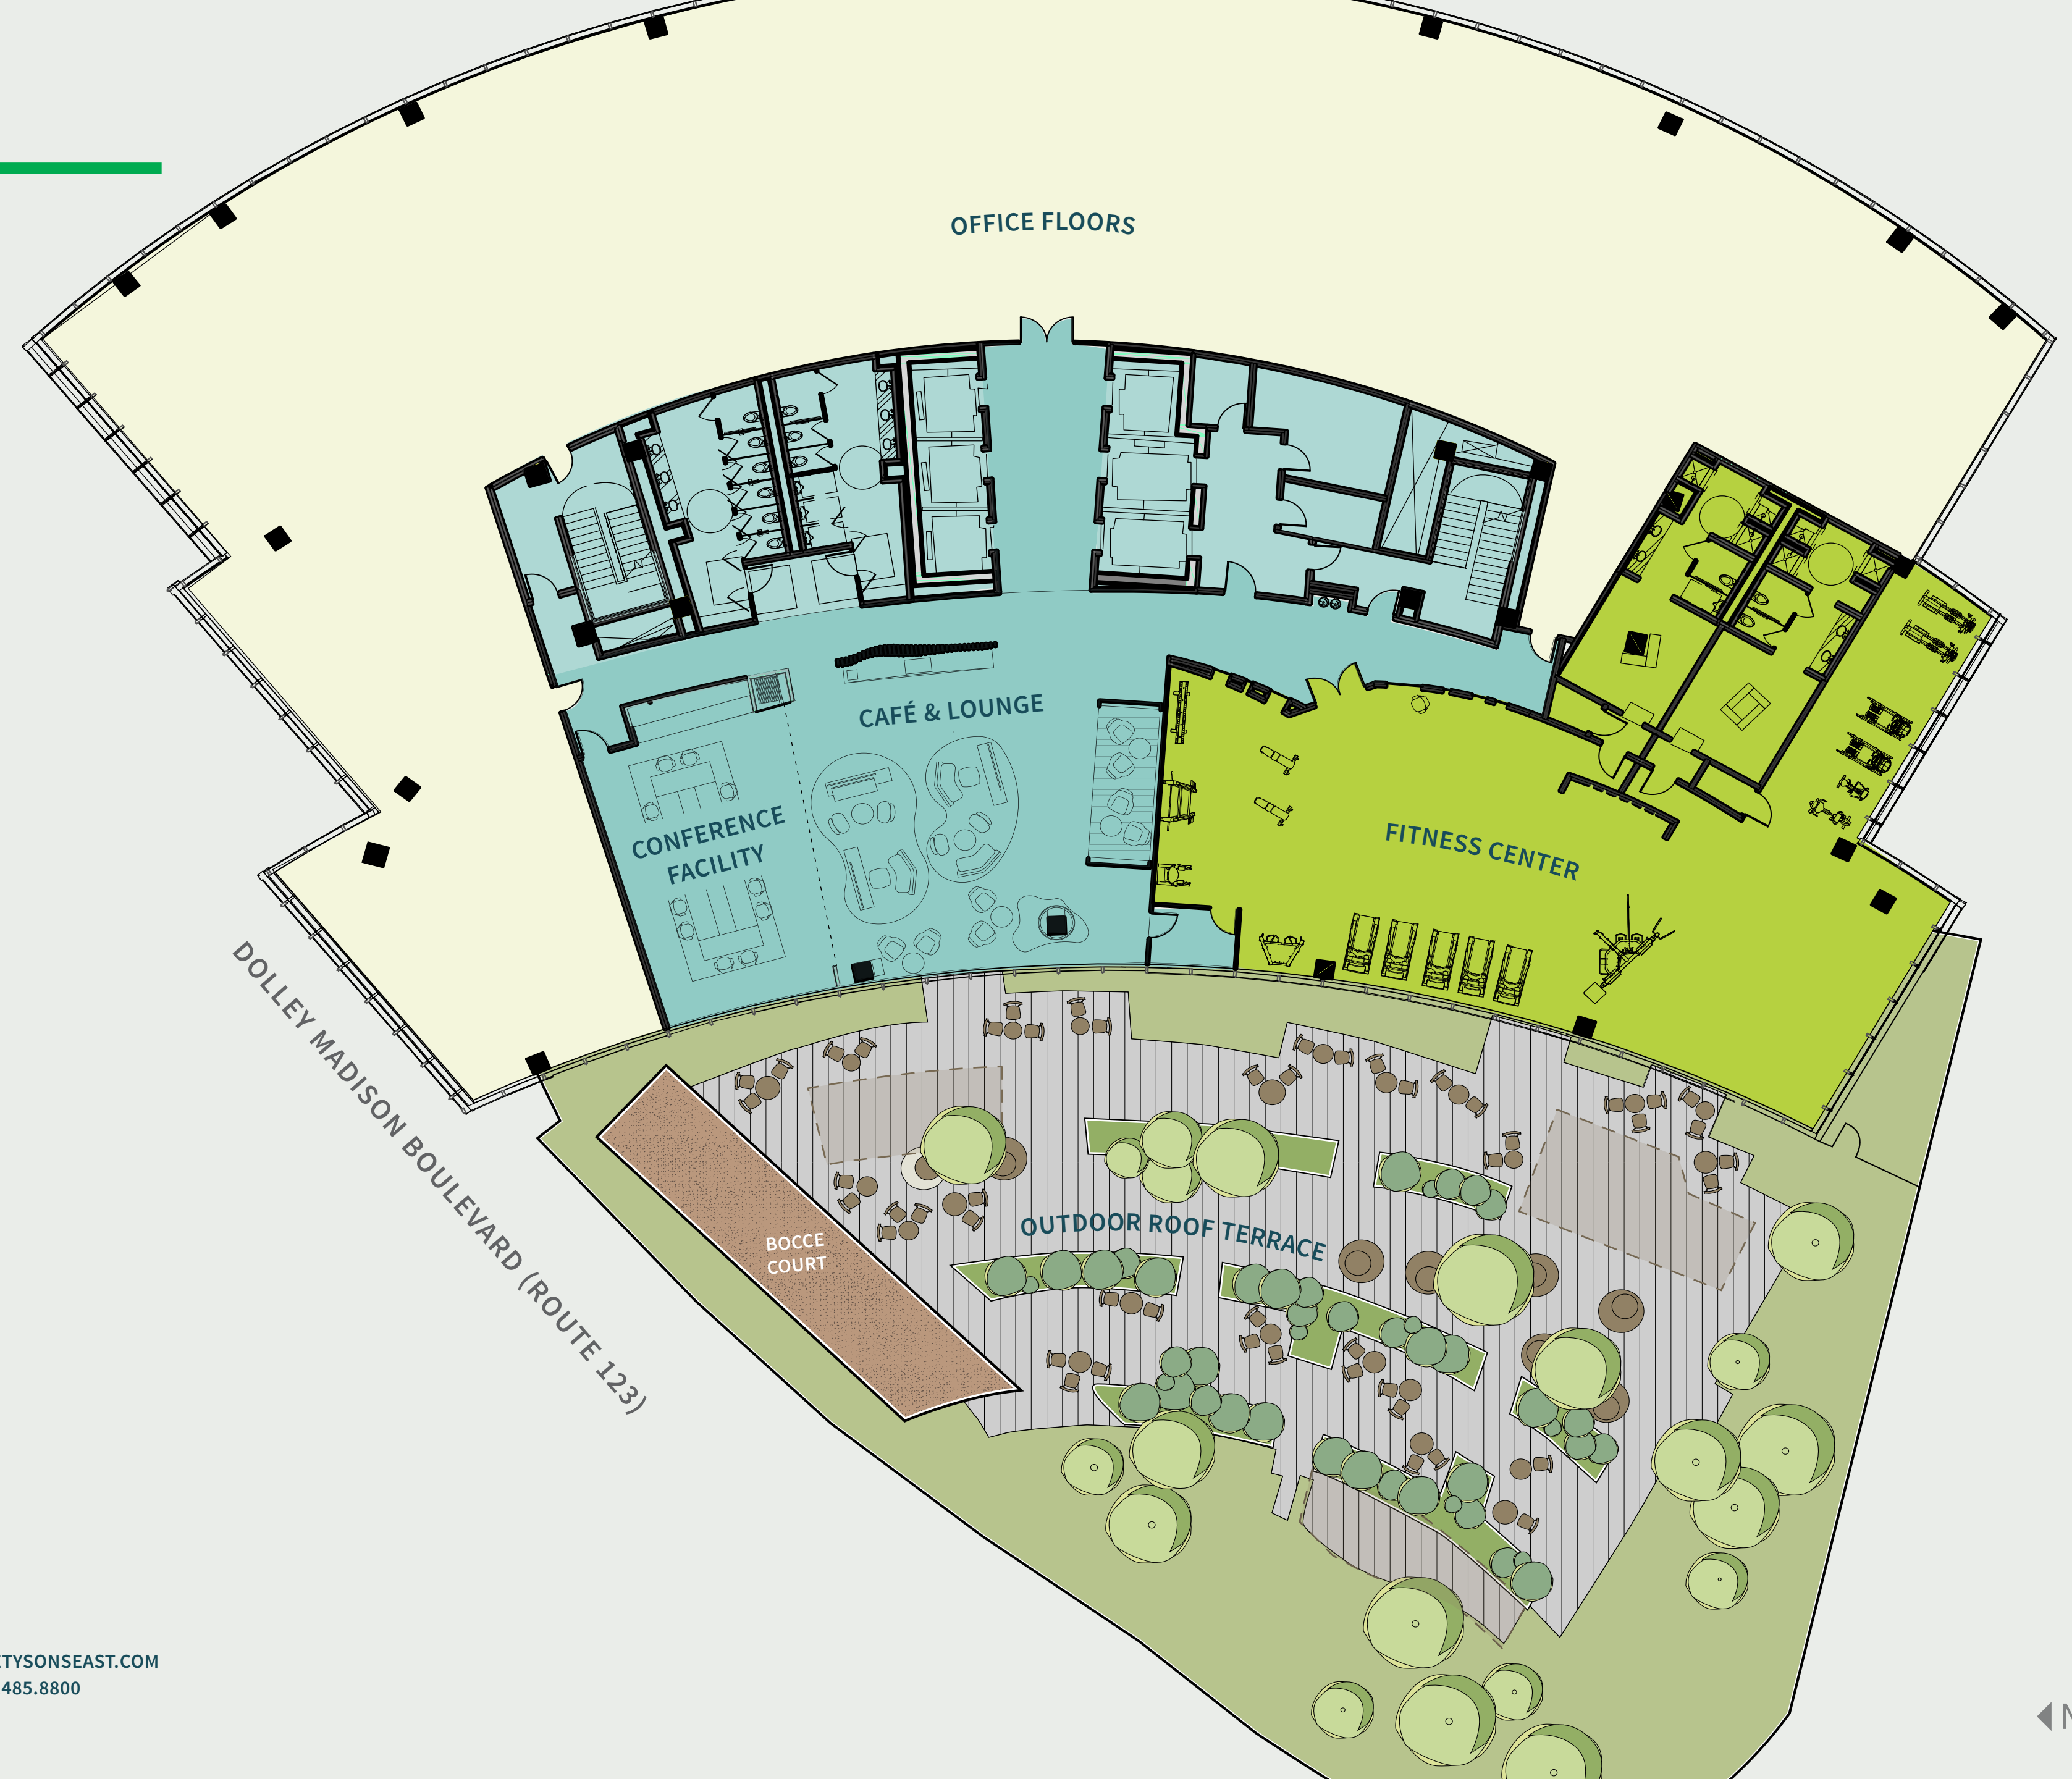 OFFICE FLOORS
CAFÉ & LOUNGE
CONFERENCE
FACILITY
FITNESS CENTER
DOLLEY MADISON BOULEVARD (ROUTE 123)
OUTDOOR ROOF TERRACE
BOCCE
COURT
TYSONSEAST.COM
485.8800